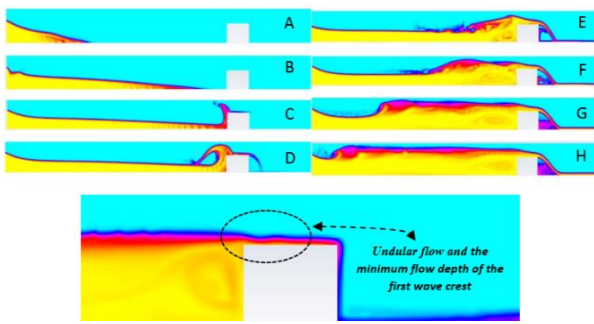 A
B
C
D
E
F
G
H
Undular flow and the
minimum flow depth of the
first wave crest